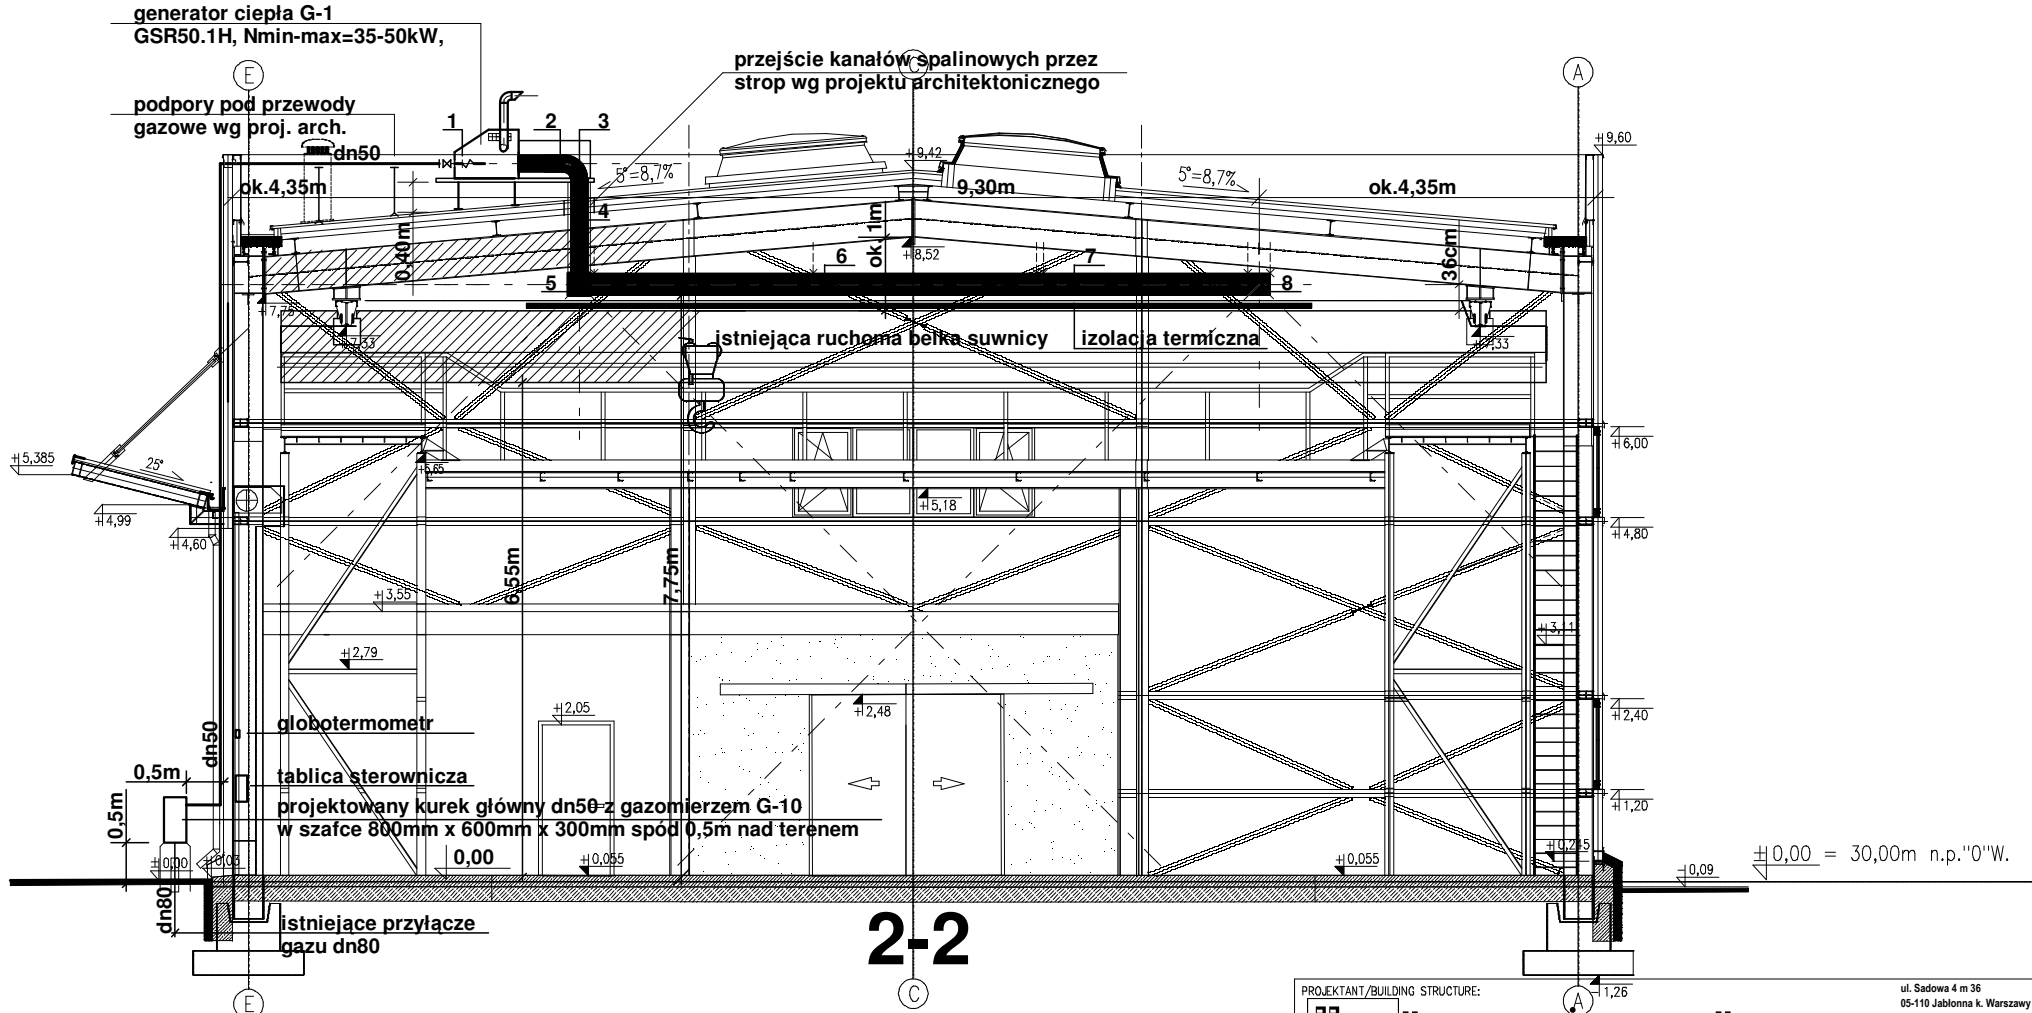 generator ciepła G-1
GSR50.1H, Nmin-max=35-50kW,
E
przejście kanałów spalinowych przez
strop wg projektu architektonicznego
C
A
podpory pod przewody
gazowe wg proj. arch.
1
2
3
dn50
+9,60
+9,42
5°=8,7%
5°=8,7%
ok.4,35m
9,30m
ok.4,35m
4
0,40m
ok. 1m
36cm
+8,52
5
6
7
8
+7,75
+7,33
+7,33
istniejąca ruchoma belka suwnicy
izolacja termiczna
+6,00
+5,385
25°
+5,65
+5,18
+4,99
+4,80
+4,60
6,55m
7,75m
+3,55
+3,11
+2,79
+2,05
+2,48
+2,40
globotermometr
dn50
0,5m
tablica sterownicza
projektowany kurek główny dn50 z gazomierzem G-10
w szafce 800mm x 600mm x 300mm spód 0,5m nad terenem
+1,20
0,5m
±0,00
+0,03
0,00
+0,055
+0,055
+0,245
-0,09
±0,00 = 30,00m n.p."0"W.
dn80
istniejące przyłącze
gazu dn80
2-2
E
C
A
-1,26
PROJEKTANT/BUILDING STRUCTURE:
ul. Sadowa 4 m 36
05-110 Jabłonna k. Warszawy